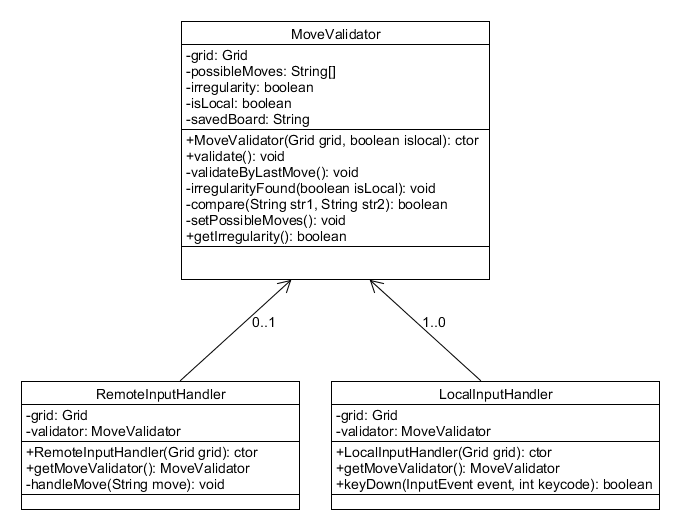 MoveValidator
-grid: Grid
-possibleMoves: String[]
-irregularity: boolean
-isLocal: boolean
-savedBoard: String
+MoveValidator(Grid grid, boolean islocal): ctor
+validate(): void
-validateByLastMove(): void
-irregularityFound(boolean isLocal): void
-compare(String str1, String str2): boolean
-setPossibleMoves(): void
+getIrregularity(): boolean
0..1
1..0
RemoteInputHandler
-grid: Grid
-validator: MoveValidator
+RemoteInputHandler(Grid grid): ctor
+getMoveValidator(): MoveValidator
-handleMove(String move): void
LocalInputHandler
-grid: Grid
-validator: MoveValidator
+LocalInputHandler(Grid grid): ctor
+getMoveValidator(): MoveValidator
+keyDown(InputEvent event, int keycode): boolean